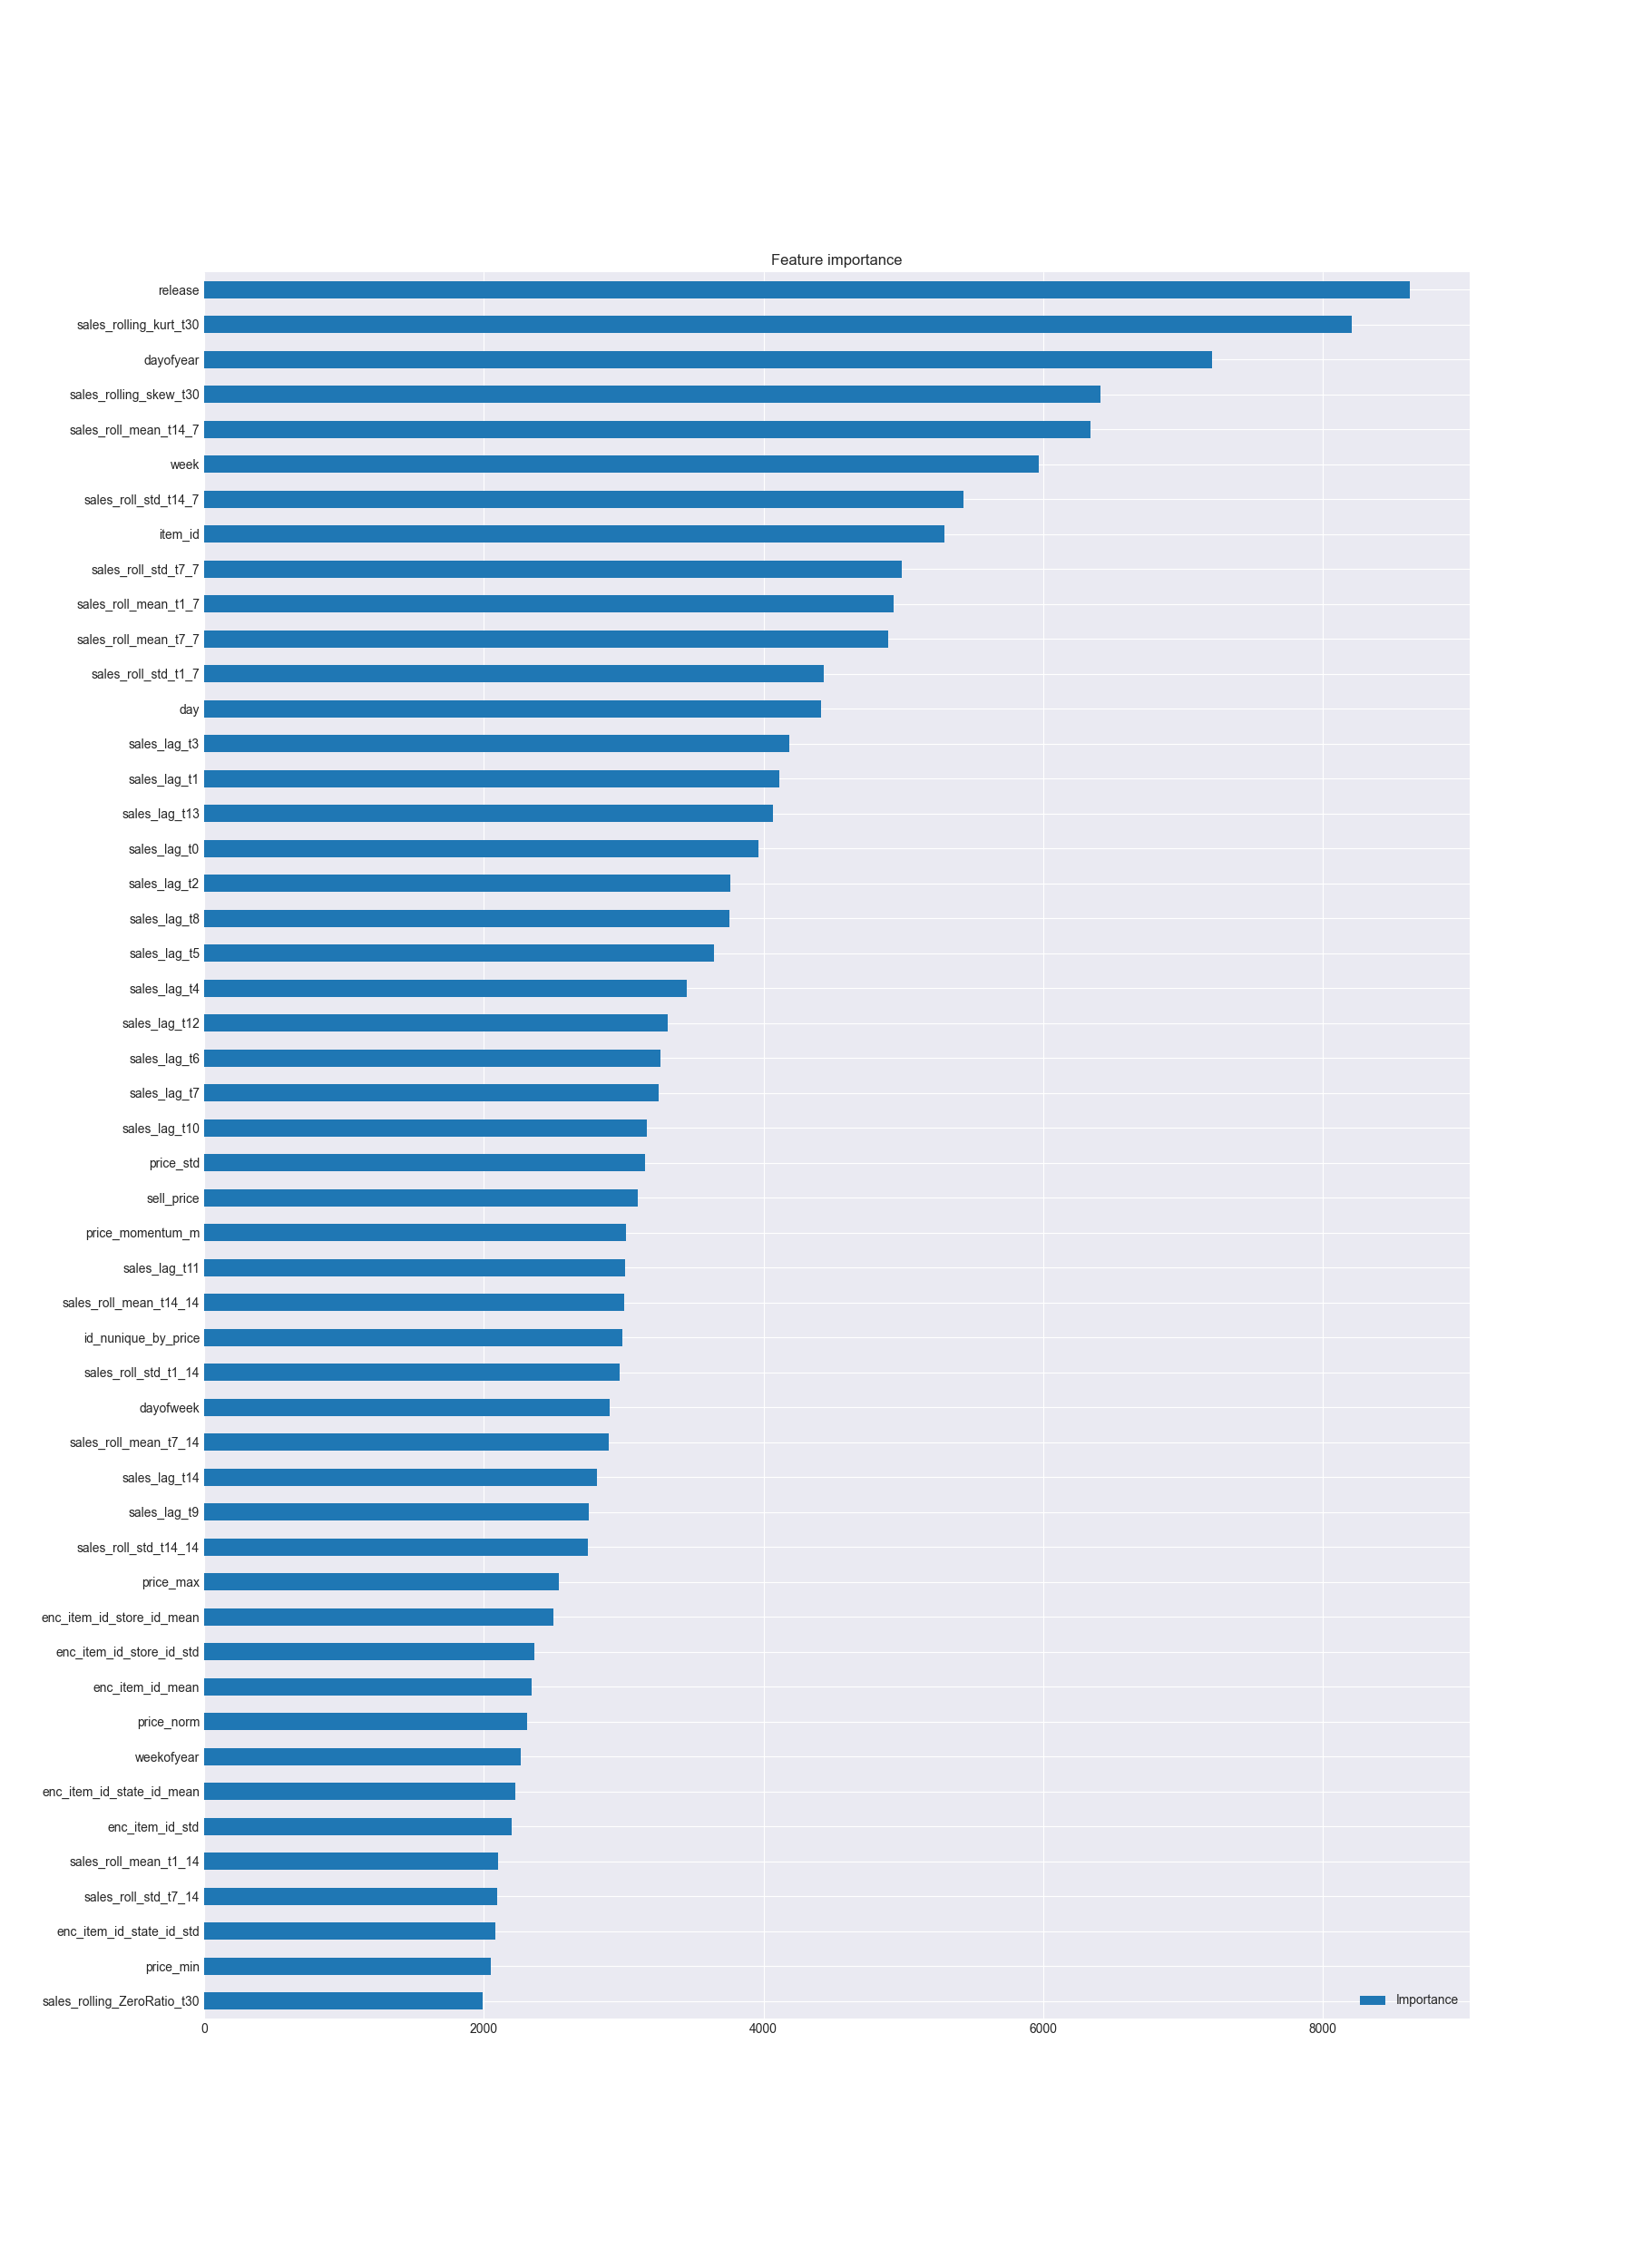 Feature importance
release
sales_rolling_kurt_t30
dayofyear
sales_rolling_skew_t30
sales_roll_mean_t14_7
week
sales_roll_std_t14_7
item_id
sales_roll_std_t7_7
sales_roll_mean_t1_7
sales_roll_mean_t7_7
sales_roll_std_t1_7
day
sales_lag_t3
sales_lag_t1
sales_lag_t13
sales_lag_t0
sales_lag_t2
sales_lag_t8
sales_lag_t5
sales_lag_t4
sales_lag_t12
sales_lag_t6
sales_lag_t7
sales_lag_t10
price_std
sell_price
price_momentum_m
sales_lag_t11
sales_roll_mean_t14_14
id_nunique_by_price
sales_roll_std_t1_14
dayofweek
sales_roll_mean_t7_14
sales_lag_t14
sales_lag_t9
sales_roll_std_t14_14
price_max
enc_item_id_store_id_mean
enc_item_id_store_id_std
enc_item_id_mean
price_norm
weekofyear
enc_item_id_state_id_mean
enc_item_id_std
sales_roll_mean_t1_14
sales_roll_std_t7_14
enc_item_id_state_id_std
price_min
sales_rolling_ZeroRatio_t30
Importance
0 2000 4000 6000 8000